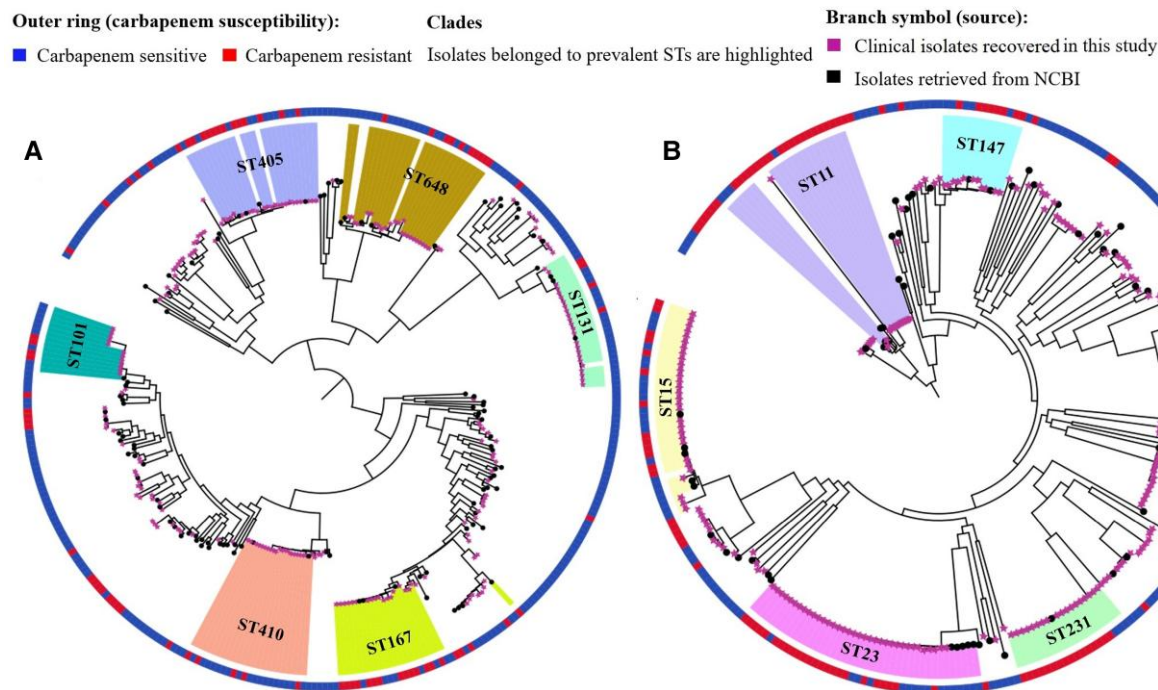 Outer ring (carbapenem susceptibility):
Carbapenem sensitive
Carbapenem resistant
Clades
Isolates belonged to prevalent STs are highlighted
Branch symbol (source):
Clinical isolates recovered in this study
Isolates retrieved from NCBI
A
ST405
ST648
ST131
ST101
ST410
ST167
B
ST147
ST11
ST15
ST23
ST231